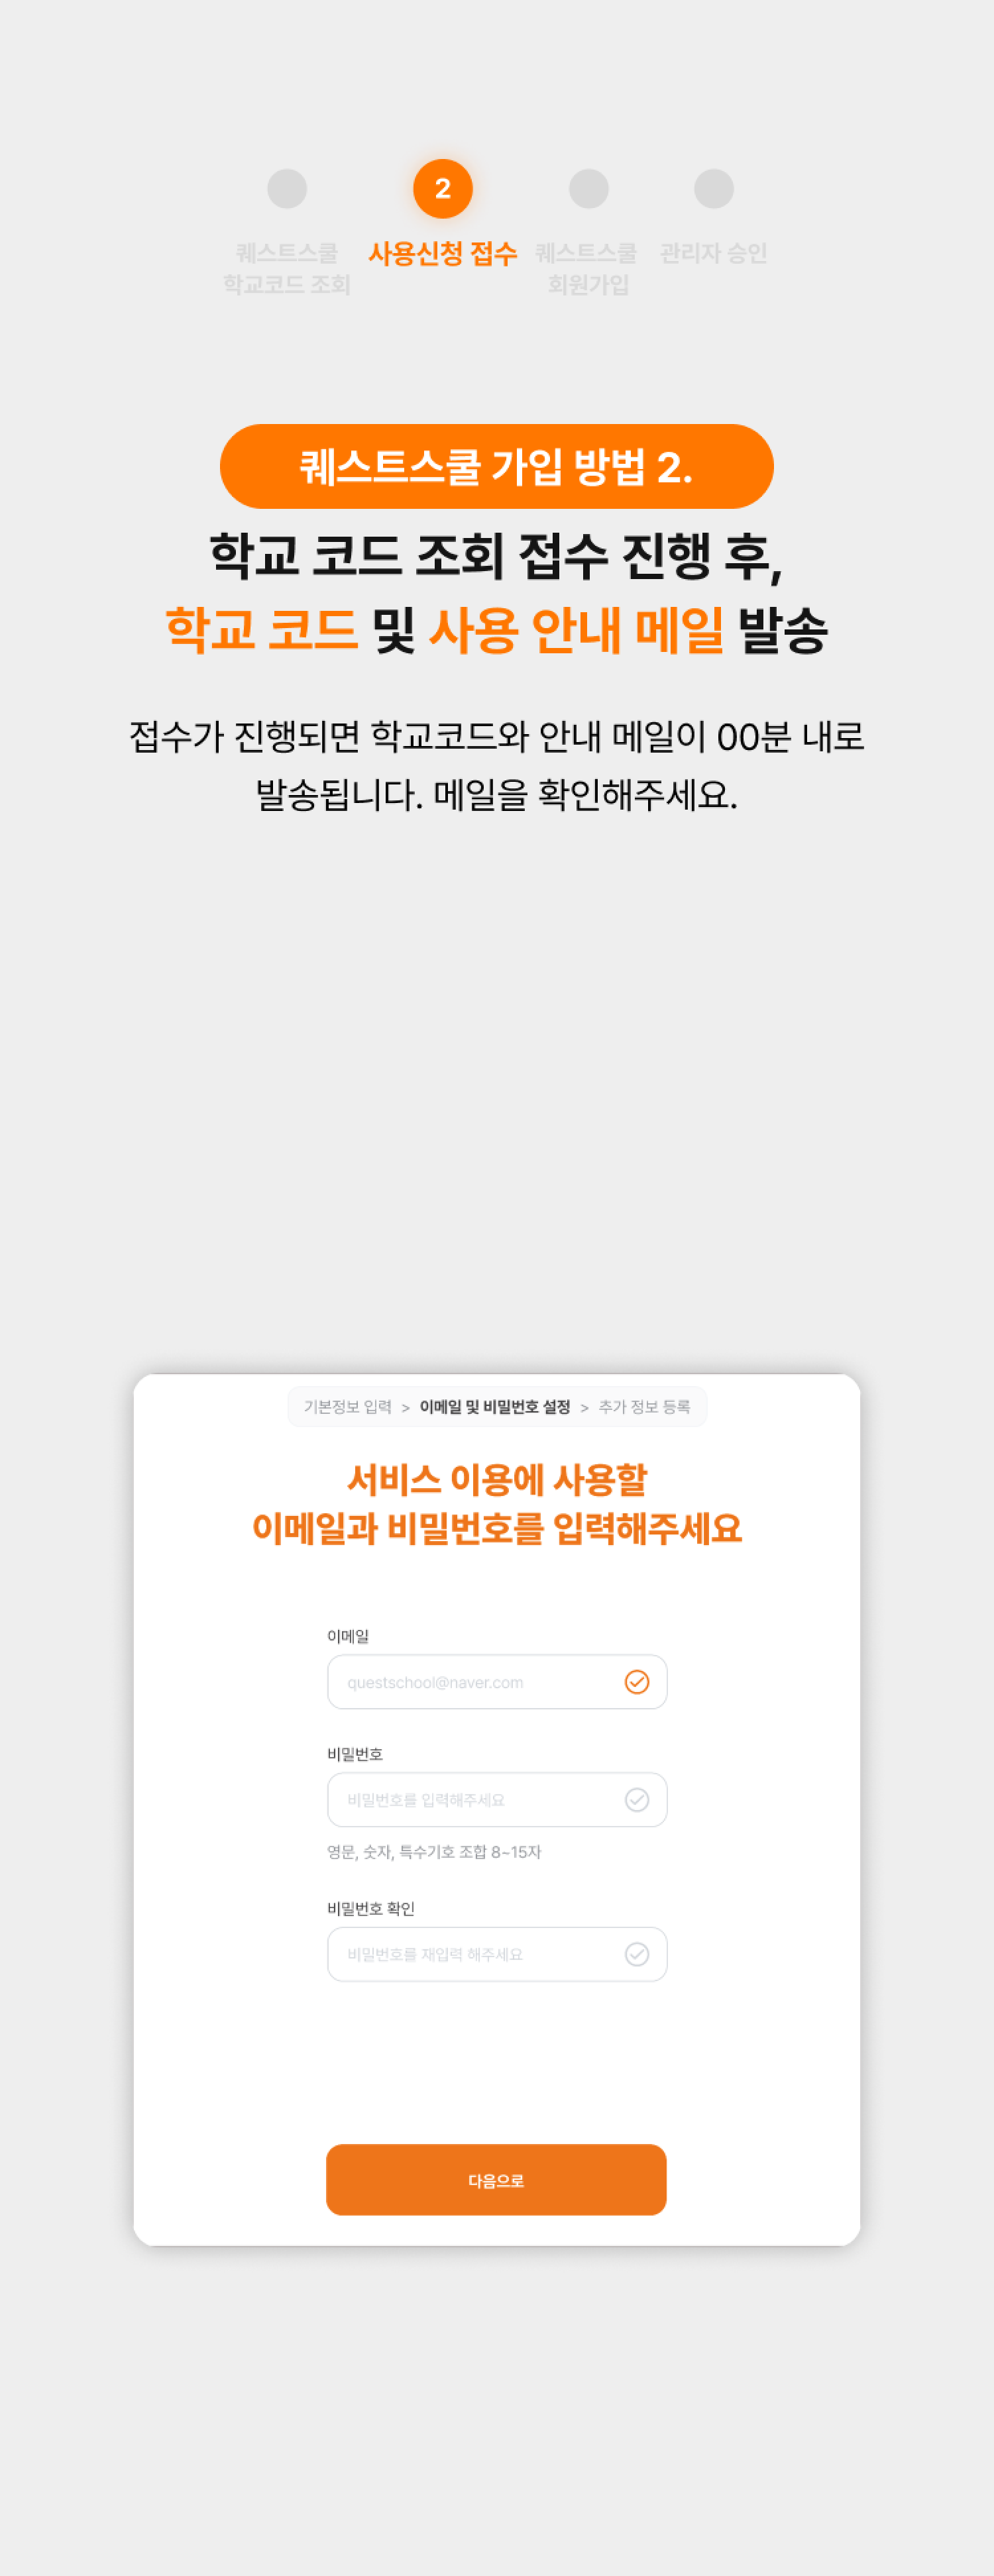 2
퀘스트스쿨
학교코드 조회
사용신청 접수
퀘스트스쿨
회원가입
관리자 승인
퀘스트스쿨 가입 방법 2.
학교 코드 조회 접수 진행 후,
학교 코드 및 사용 안내 메일 발송
접수가 진행되면 학교코드와 안내 메일이 00분 내로
발송됩니다. 메일을 확인해주세요.
기본정보 입력 > 이메일 및 비밀번호 설정 > 추가 정보 등록
서비스 이용에 사용할
이메일과 비밀번호를 입력해주세요
이메일
questschool@naver.com
비밀번호
비밀번호를 입력해주세요
영문, 숫자, 특수기호 조합 8~15자
비밀번호 확인
비밀번호를 재입력 해주세요
다음으로